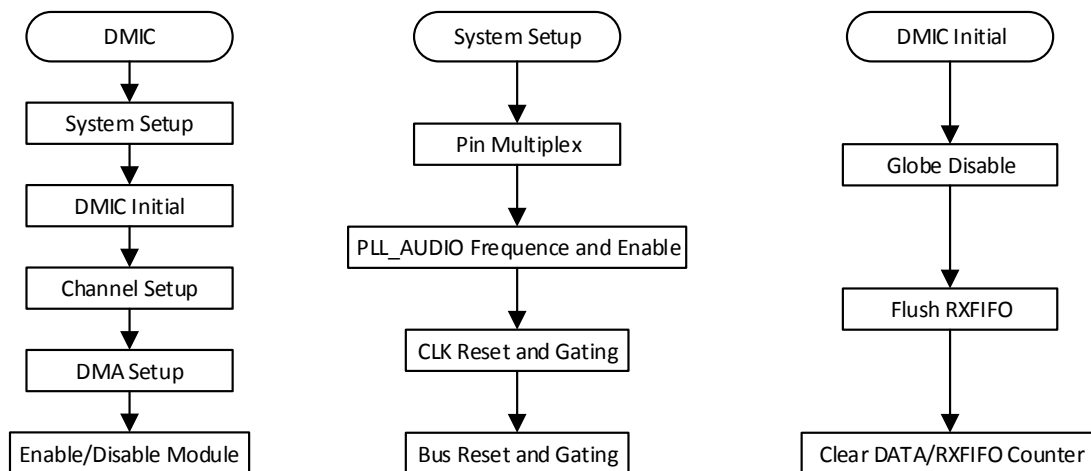 DMIC
System Setup
DMIC Initial
Channel Setup
DMA Setup
Enable/Disable Module
System Setup
Pin Multiplex
PLL_AUDIO Frequence and Enable
CLK Reset and Gating
Bus Reset and Gating
DMIC Initial
Globe Disable
Flush RXFIFO
Clear DATA/RXFIFO Counter